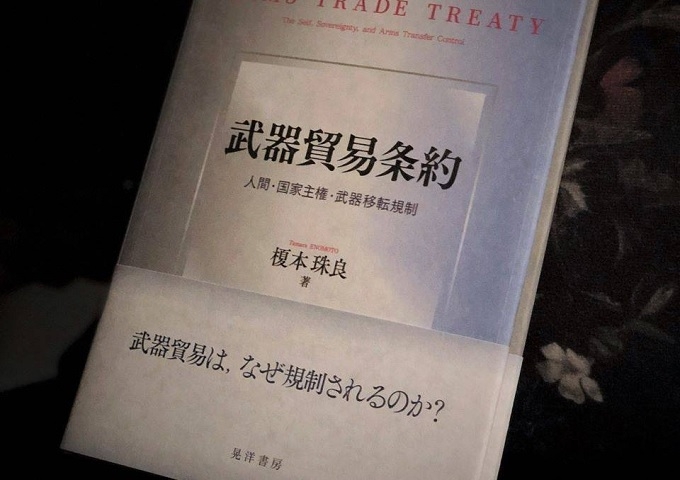 TRADE TREATY
The Self, Sovereignty, and Arms Transfer Control
武器貿易条約
人間・国家主権・武器移転規制
Tamara ENOMOTO
榎本 珠良
著
武器貿易は, なぜ規制されるのか?
晃洋書房